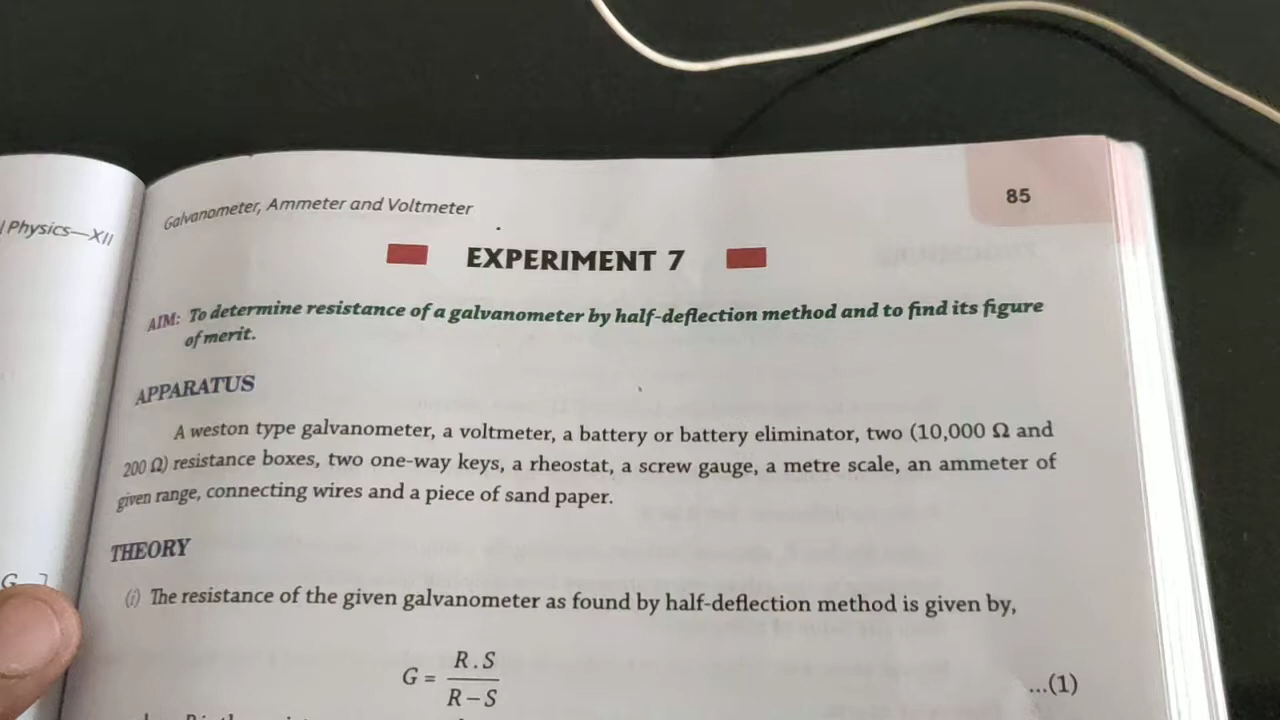 Physics—XII
Galvanometer, Ammeter and Voltmeter
85
EXPERIMENT 7
AIM: To determine resistance of a galvanometer by half-deflection method and to find its figure
of merit.
APPARATUS
A weston type galvanometer, a voltmeter, a battery or battery eliminator, two (10,000 Ω and
200 Ω) resistance boxes, two one-way keys, a rheostat, a screw gauge, a metre scale, an ammeter of
given range, connecting wires and a piece of sand paper.
THEORY
(i) The resistance of the given galvanometer as found by half-deflection method is given by,
G = R.S / R – S ...(1)
G